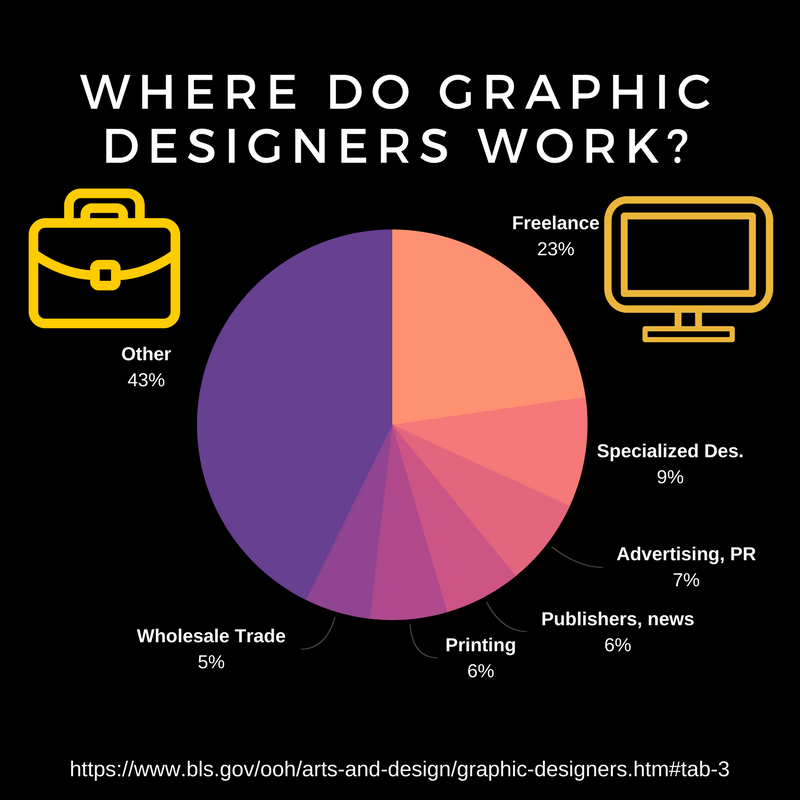 WHERE DO GRAPHIC
DESIGNERS WORK?
Freelance
23%
Other
43%
Specialized Des.
9%
Advertising, PR
7%
Publishers, news
6%
Wholesale Trade
5%
Printing
6%
https://www.bls.gov/ooh/arts-and-design/graphic-designers.htm#tab-3